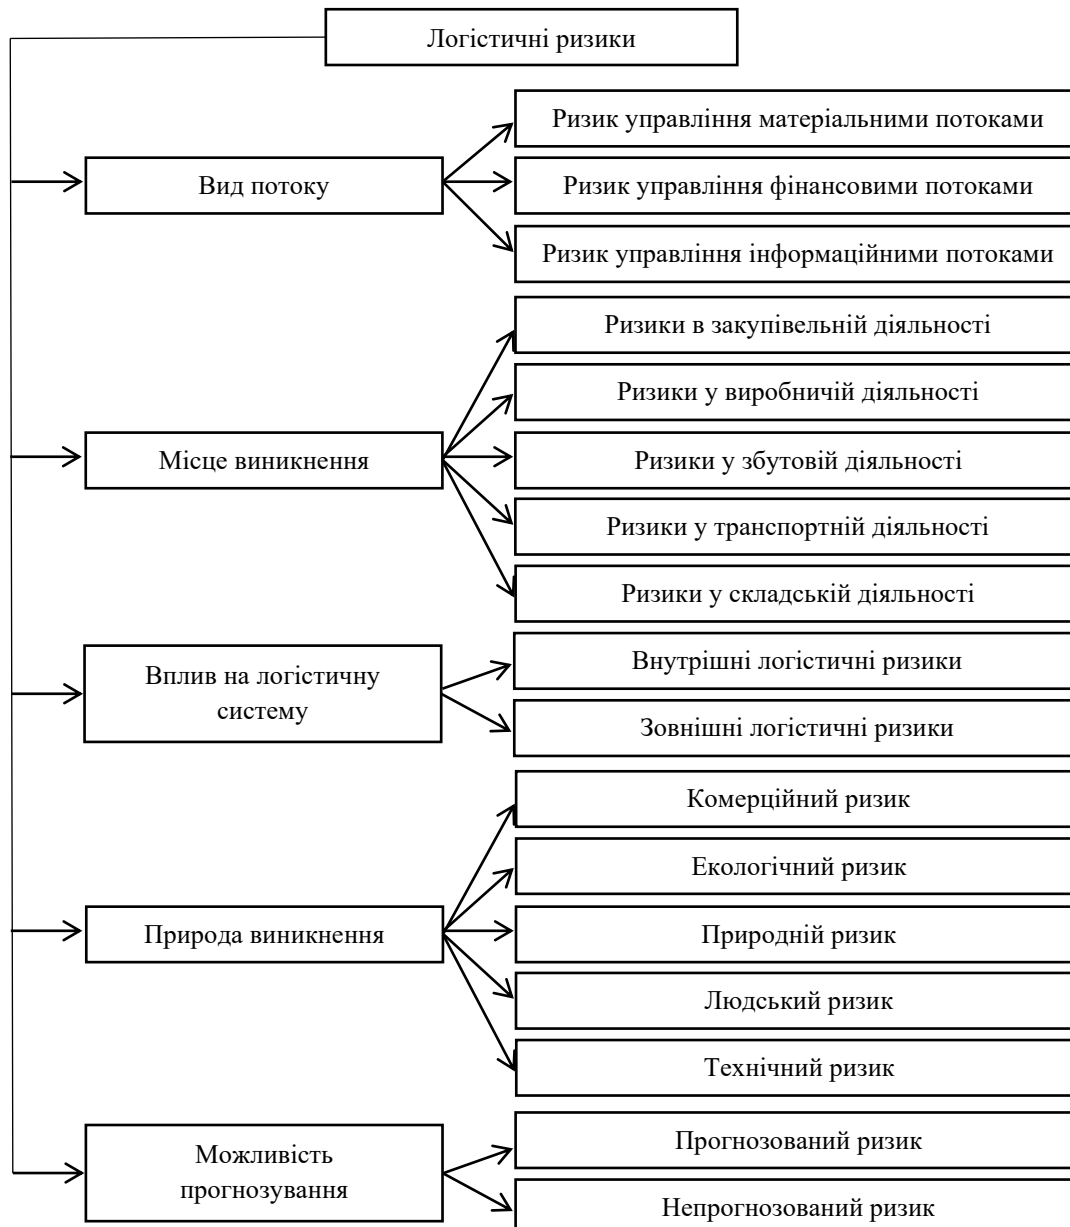 Логістичні ризики
Вид потоку
Ризик управління матеріальними потоками
Ризик управління фінансовими потоками
Ризик управління інформаційними потоками
Місце виникнення
Ризики в закупівельній діяльності
Ризики у виробничій діяльності
Ризики у збутовій діяльності
Ризики у транспортній діяльності
Ризики у складській діяльності
Вплив на логістичну
систему
Внутрішні логістичні ризики
Зовнішні логістичні ризики
Природа виникнення
Комерційний ризик
Екологічний ризик
Природній ризик
Людський ризик
Технічний ризик
Можливість
прогнозування
Прогнозований ризик
Непрогнозований ризик